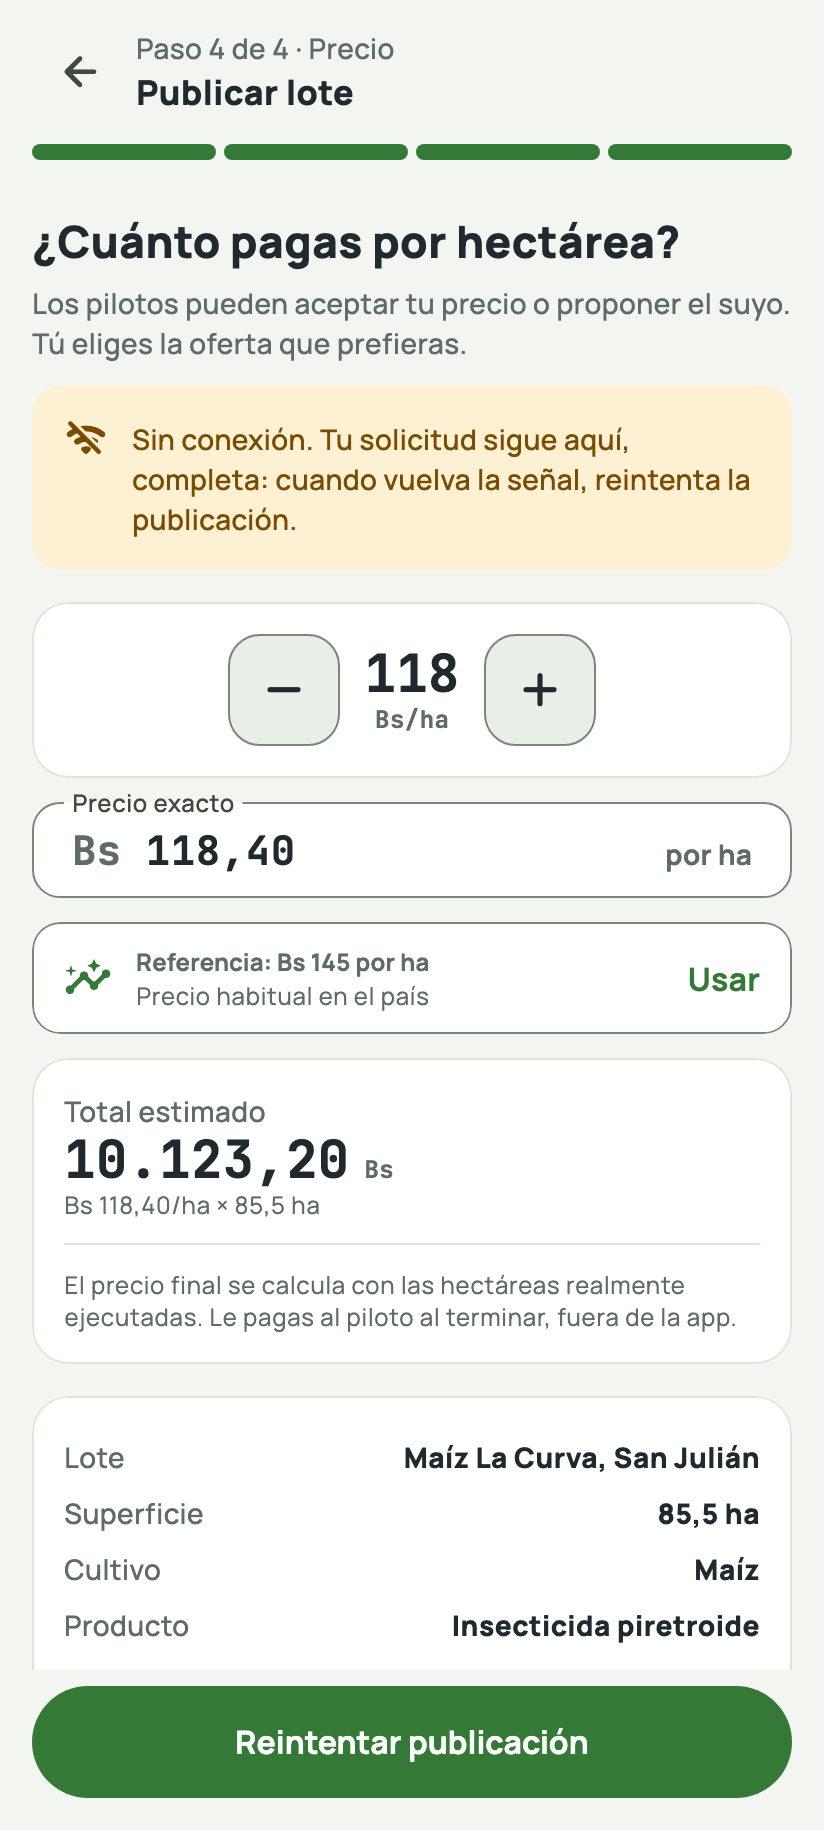 Paso 4 de 4 · Precio
Publicar lote
¿Cuánto pagas por hectárea?
Los pilotos pueden aceptar tu precio o proponer el suyo.
Tú eliges la oferta que prefieras.
Sin conexión. Tu solicitud sigue aquí,
completa: cuando vuelva la señal, reintenta la
publicación.
118
Bs/ha
Precio exacto
Bs 118,40 por ha
Referencia: Bs 145 por ha
Precio habitual en el país
Usar
Total estimado
10.123,20 Bs
Bs 118,40/ha × 85,5 ha
El precio final se calcula con las hectáreas realmente
ejecutadas. Le pagas al piloto al terminar, fuera de la app.
Lote Maíz La Curva, San Julián
Superficie 85,5 ha
Cultivo Maíz
Producto Insecticida piretroide
Reintentar publicación